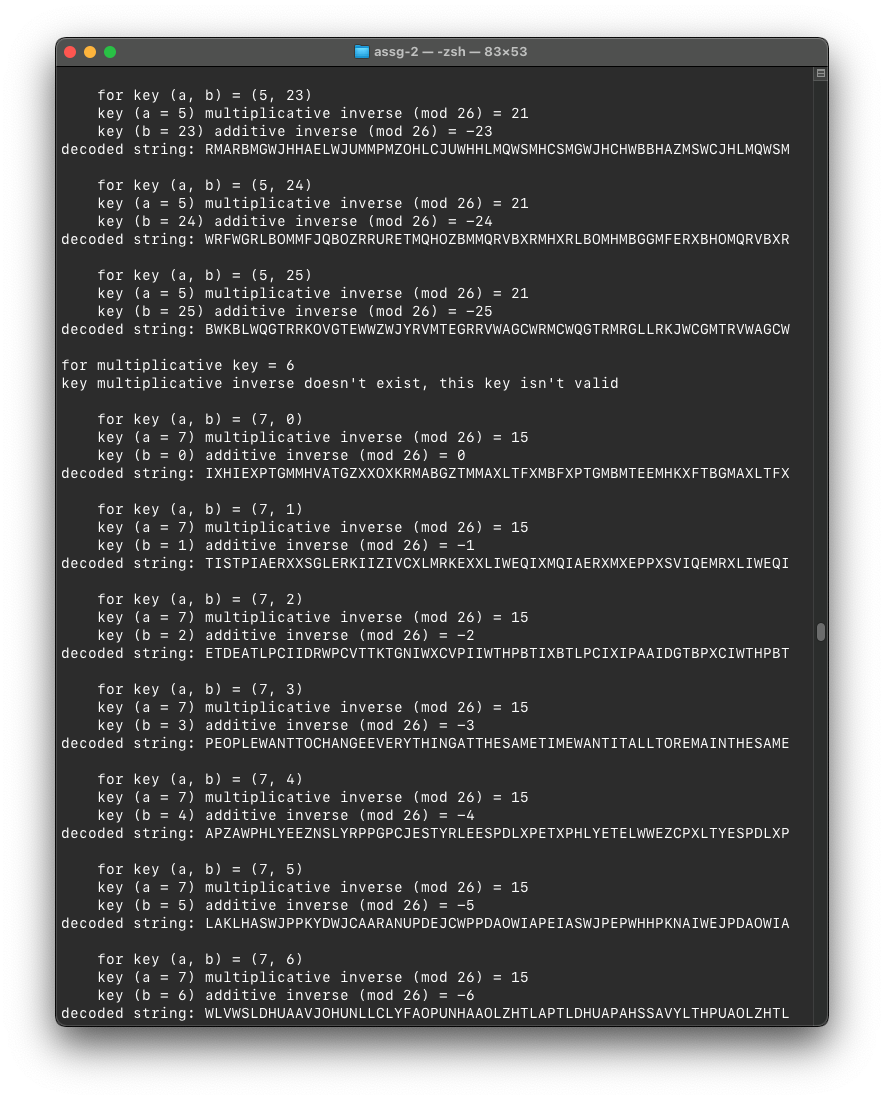 assg-2 — -zsh — 83×53
for key (a, b) = (5, 23)
key (a = 5) multiplicative inverse (mod 26) = 21
key (b = 23) additive inverse (mod 26) = -23
decoded string: RMARBMGWJHHAELWJUMMPMZOHLCJUWHHLMQWSMHCSMGWJHCHWBBHAZMSWCJHLMQWSM
for key (a, b) = (5, 24)
key (a = 5) multiplicative inverse (mod 26) = 21
key (b = 24) additive inverse (mod 26) = -24
decoded string: WRFWGRLBOMMFJQBOZRRURETMQHOZBMMQRVBXRMHXRLBOMHMBGGMFERXBHOMQRVBXR
for key (a, b) = (5, 25)
key (a = 5) multiplicative inverse (mod 26) = 21
key (b = 25) additive inverse (mod 26) = -25
decoded string: BWKBLWQGTRRKOVGTEWWZWJYRVMTEGRRVWAGCWRMCWQGTRMRGLLRKJWCGMTRVWAGCW
for multiplicative key = 6
key multiplicative inverse doesn't exist, this key isn't valid
for key (a, b) = (7, 0)
key (a = 7) multiplicative inverse (mod 26) = 15
key (b = 0) additive inverse (mod 26) = 0
decoded string: IXHIEXPTGMMHVATGZXXOXKRMABGZTMMAXLTFXMBFXPTGMBMTEEMHKXFTBGMAXLTFX
for key (a, b) = (7, 1)
key (a = 7) multiplicative inverse (mod 26) = 15
key (b = 1) additive inverse (mod 26) = -1
decoded string: TISTPIAERXXSGLERKIIZIVCXLMRKEXXLIWEQIXMQIAERXMXEPPXSVIQEMRXLIWEQI
for key (a, b) = (7, 2)
key (a = 7) multiplicative inverse (mod 26) = 15
key (b = 2) additive inverse (mod 26) = -2
decoded string: ETDEATLPCIIDRWPCVTTKTGNIWXCVPIIWTHPBTIXBTLPCIXIPAAIDGTBPXCIWTHPBT
for key (a, b) = (7, 3)
key (a = 7) multiplicative inverse (mod 26) = 15
key (b = 3) additive inverse (mod 26) = -3
decoded string: PEOPLEWANTTOCHANGEEVERYTHINGATTHESAMETIMEWANTITALLTOREMAINTHESAME
for key (a, b) = (7, 4)
key (a = 7) multiplicative inverse (mod 26) = 15
key (b = 4) additive inverse (mod 26) = -4
decoded string: APZAWPHLYEEZNSLYRPPGPCJESTYRLEESPDLXPETXPHLYETELWWEZCPXLTYESPDLXP
for key (a, b) = (7, 5)
key (a = 7) multiplicative inverse (mod 26) = 15
key (b = 5) additive inverse (mod 26) = -5
decoded string: LAKLHASWJPPKYDWJCAARANUPDEJCWPPDAOWIAPEIASWJPEPWHHPKNAIWEJPDAOWIA
for key (a, b) = (7, 6)
key (a = 7) multiplicative inverse (mod 26) = 15
key (b = 6) additive inverse (mod 26) = -6
decoded string: WLVWSLDHUAAVJOHUNLLCLYFAOPUNHAAOLZHTLAPTLDHUAPAHSSAVYLTHPUAOLZHTL